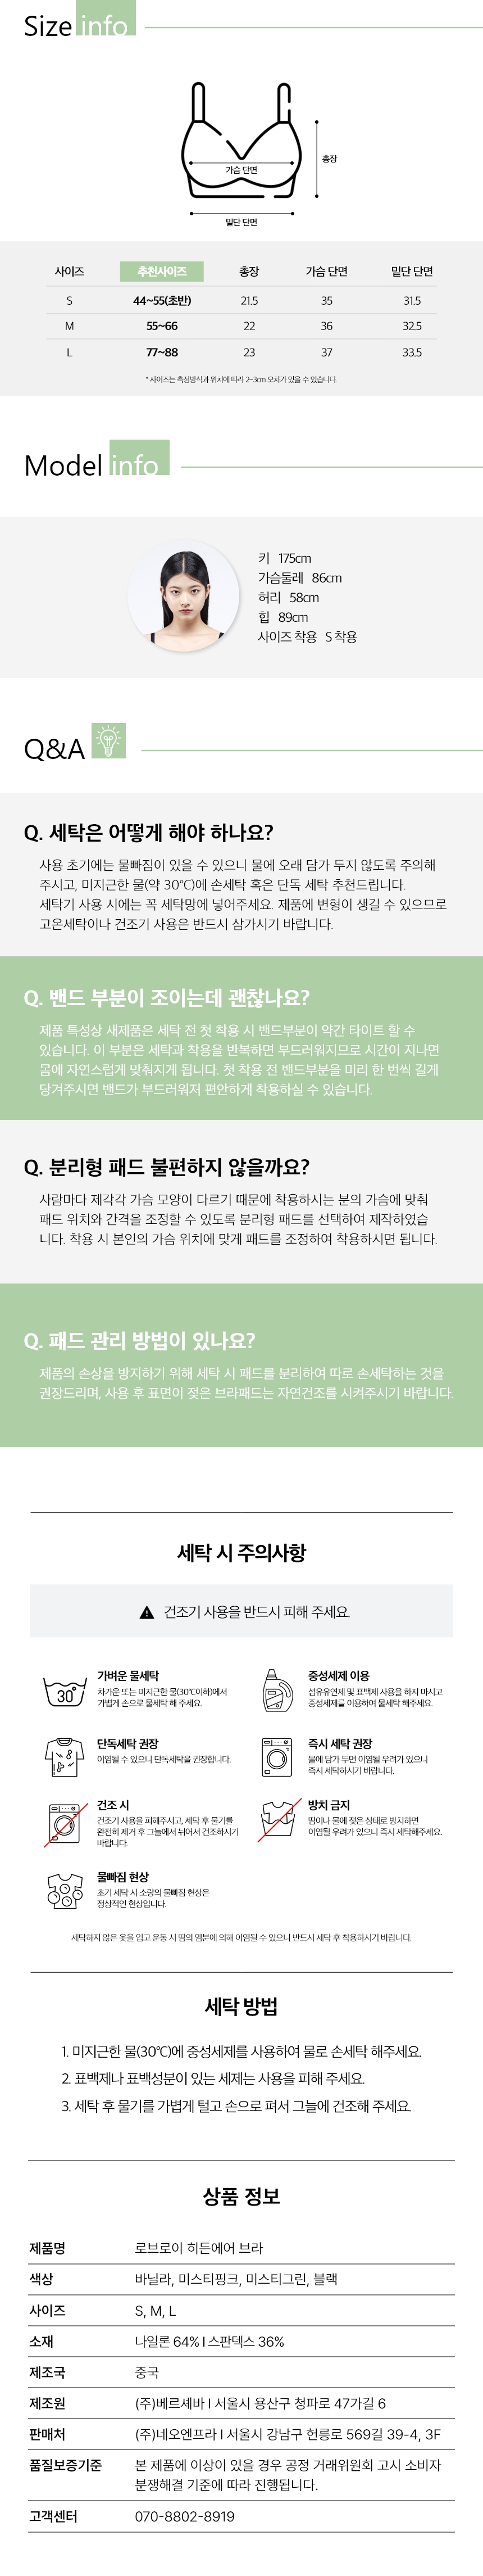 Size info
총장
가슴 단면
밑단 단면
사이즈 추천사이즈 총장 가슴 단면 밑단 단면
S 44~55(초반) 21.5 35 31.5
M 55~66 22 36 32.5
L 77~88 23 37 33.5
* 사이즈는 측정방식과 위치에 따라 2~3cm 오차가 있을 수 있습니다.
Model info
키 175cm
가슴둘레 86cm
허리 58cm
힙 89cm
사이즈 착용 S 착용
Q&A
Q. 세탁은 어떻게 해야 하나요?
사용 초기에는 물빠짐이 있을 수 있으니 물에 오래 담가 두지 않도록 주의해
주시고, 미지근한 물(약 30℃)에 손세탁 혹은 단독 세탁 추천드립니다.
세탁기 사용 시에는 꼭 세탁망에 넣어주세요. 제품에 변형이 생길 수 있으므로
고온세탁이나 건조기 사용은 반드시 삼가시기 바랍니다.
Q. 밴드 부분이 조이는데 괜찮나요?
제품 특성상 새제품은 세탁 전 첫 착용 시 밴드부분이 약간 타이트 할 수
있습니다. 이 부분은 세탁과 착용을 반복하면 부드러워지므로 시간이 지나면
몸에 자연스럽게 맞춰지게 됩니다. 첫 착용 전 밴드부분을 미리 한 번씩 길게
당겨주시면 밴드가 부드러워져 편안하게 착용하실 수 있습니다.
Q. 분리형 패드 불편하지 않을까요?
사람마다 제각각 가슴 모양이 다르기 때문에 착용하시는 분의 가슴에 맞춰
패드 위치와 간격을 조정할 수 있도록 분리형 패드를 선택하여 제작하였습
니다. 착용 시 본인의 가슴 위치에 맞게 패드를 조정하여 착용하시면 됩니다.
Q. 패드 관리 방법이 있나요?
제품의 손상을 방지하기 위해 세탁 시 패드를 분리하여 따로 손세탁하는 것을
권장드리며, 사용 후 표면이 젖은 브라패드는 자연건조를 시켜주시기 바랍니다.
세탁 시 주의사항
건조기 사용을 반드시 피해 주세요.
30°
가벼운 물세탁
차가운 또는 미지근한 물(30℃이하)에서
가볍게 손으로 물세탁 해 주세요.
중성세제 이용
섬유유연제 및 표백제 사용을 하지 마시고
중성세제를 이용하여 물세탁 해주세요.
단독세탁 권장
이염될 수 있으니 단독세탁을 권장합니다.
즉시 세탁 권장
물에 담가 두면 이염될 우려가 있으니
즉시 세탁하시기 바랍니다.
건조 시
건조기 사용을 피해주시고, 세탁 후 물기를
완전히 제거 후 그늘에서 뉘어서 건조하시기
바랍니다.
방치 금지
땀이나 물에 젖은 상태로 방치하면
이염될 우려가 있으니 즉시 세탁해주세요.
물빠짐 현상
초기 세탁 시 소량의 물빠짐 현상은
정상적인 현상입니다.
세탁하지 않은 옷을 입고 운동 시 땀의 염분에 의해 이염될 수 있으니 반드시 세탁 후 착용하시기 바랍니다.
세탁 방법
1. 미지근한 물(30℃)에 중성세제를 사용하여 물로 손세탁 해주세요.
2. 표백제나 표백성분이 있는 세제는 사용을 피해 주세요.
3. 세탁 후 물기를 가볍게 털고 손으로 펴서 그늘에 건조해 주세요.
상품 정보
제품명 로브로이 히든에어 브라
색상 바닐라, 미스티핑크, 미스티그린, 블랙
사이즈 S, M, L
소재 나일론 64% I 스판덱스 36%
제조국 중국
제조원 (주)베르셰바 I 서울시 용산구 청파로 47가길 6
판매처 (주)네오엔프라 I 서울시 강남구 헌릉로 569길 39-4, 3F
품질보증기준 본 제품에 이상이 있을 경우 공정 거래위원회 고시 소비자
분쟁해결 기준에 따라 진행됩니다.
고객센터 070-8802-8919